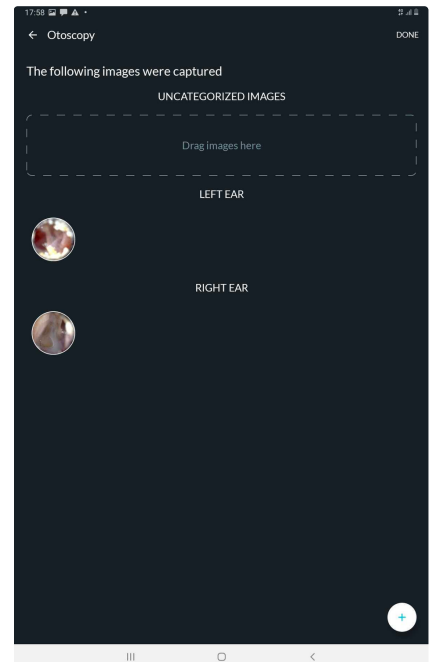 17:58
Otoscopy
DONE
The following images were captured
UNCATEGORIZED IMAGES
Drag images here
LEFT EAR
RIGHT EAR
+